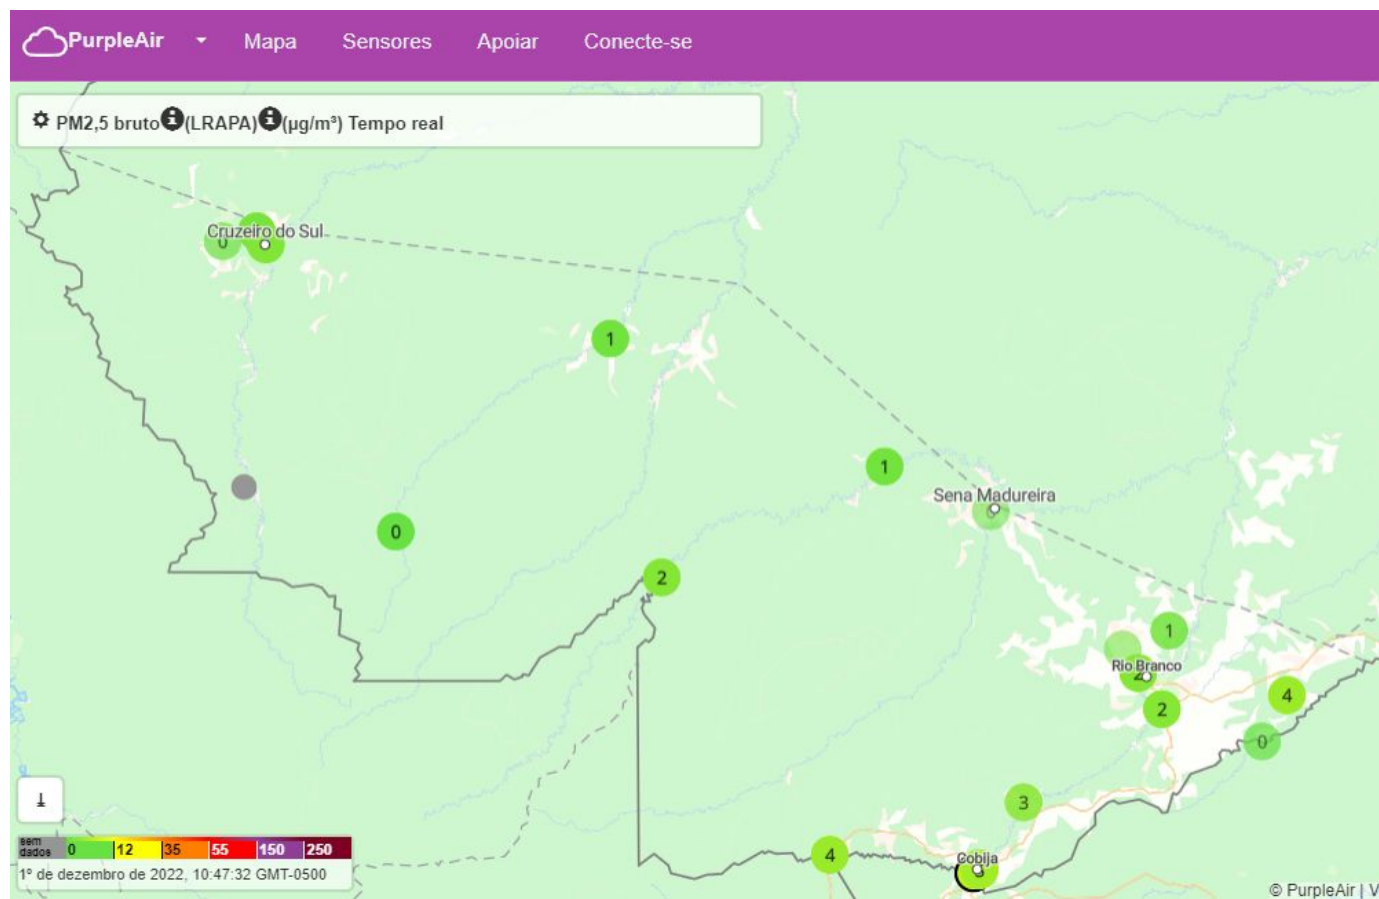 PurpleAir Mapa Sensores Apoiar Conecte-se
PM2,5 bruto (LRAPA) (µg/m³) Tempo real
Cruzeiro do Sul
0
1
1
Sena Madureira
0
2
1
Rio Branco
2
4
2
0
3
4
Cobija
sem dados 0 12 35 55 150 250
1º de dezembro de 2022, 10:47:32 GMT-0500
© PurpleAir |